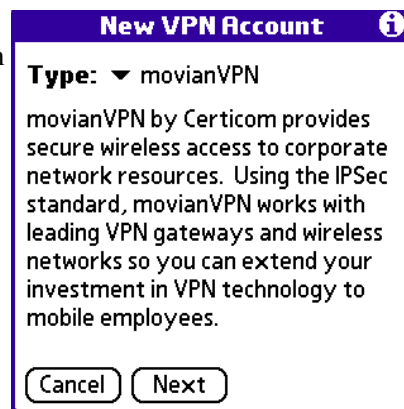 New VPN Account i
Type: movianVPN
movianVPN by Certicom provides
secure wireless access to corporate
network resources. Using the IPSec
standard, movianVPN works with
leading VPN gateways and wireless
networks so you can extend your
investment in VPN technology to
mobile employees.
Cancel Next